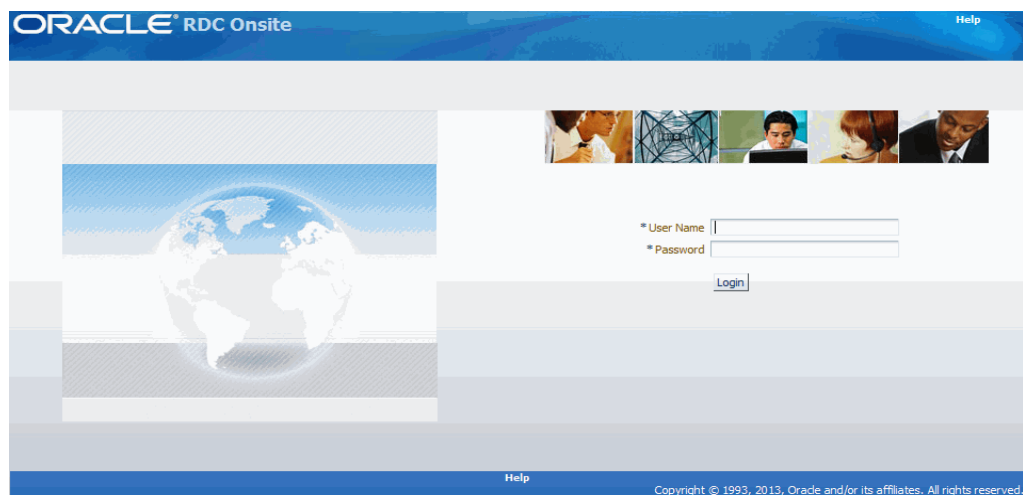 ORACLE® RDC Onsite
Help
* User Name
* Password
Login
Help
Copyright © 1993, 2013, Oracle and/or its affiliates. All rights reserved.